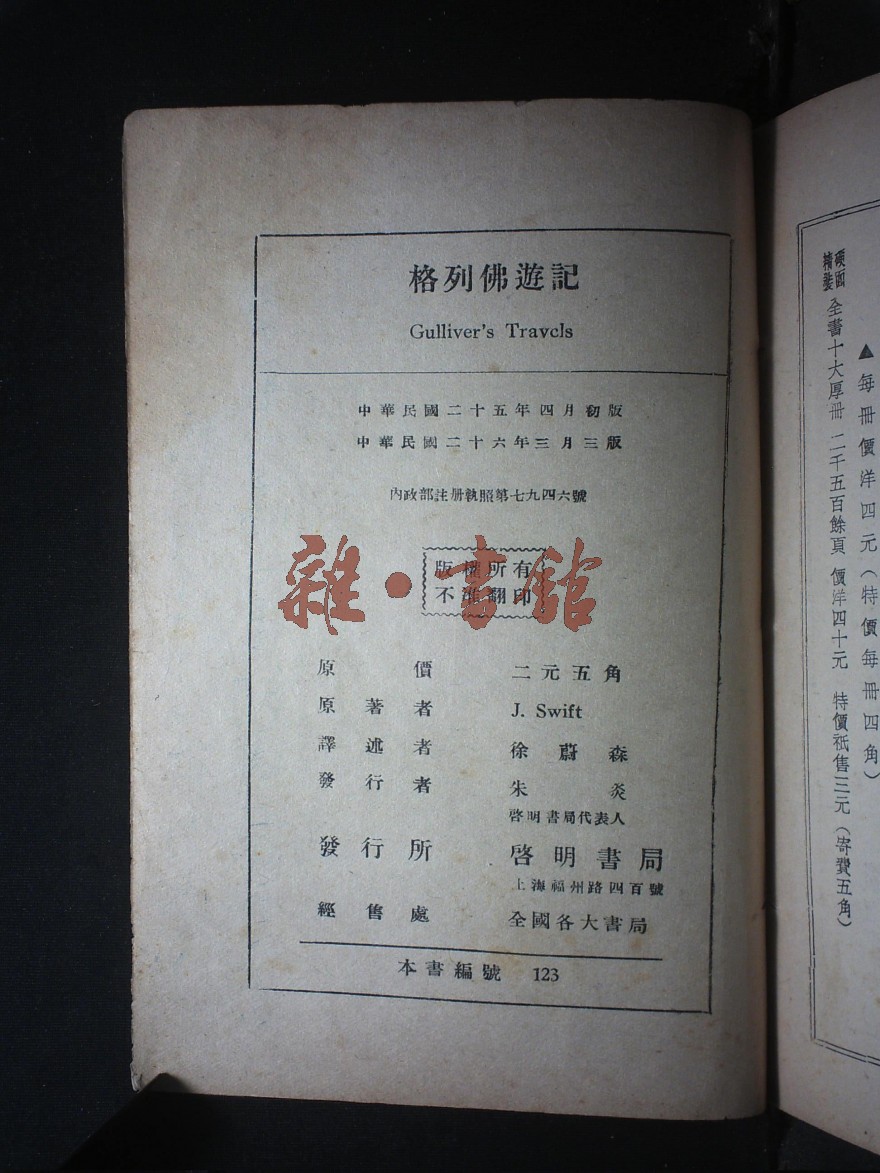 格列佛遊記
Gulliver's Travels
中華民國二十五年四月初版
中華民國二十六年三月三版
內政部註册執照第七九四六號
版權所有
不准翻印
雜·書館
原價 二元五角
原著者 J. Swift
譯述者 徐蔚森
發行者 朱炎
啓明書局代表人
發行所 啓明書局
上海福州路四百號
經售處 全國各大書局
本書編號 123
▲每冊價洋四元（特價每冊四角）
硬面精裝 全書十大厚冊 二千五百餘頁 價洋四十元 特價祇售三元（寄費五角）